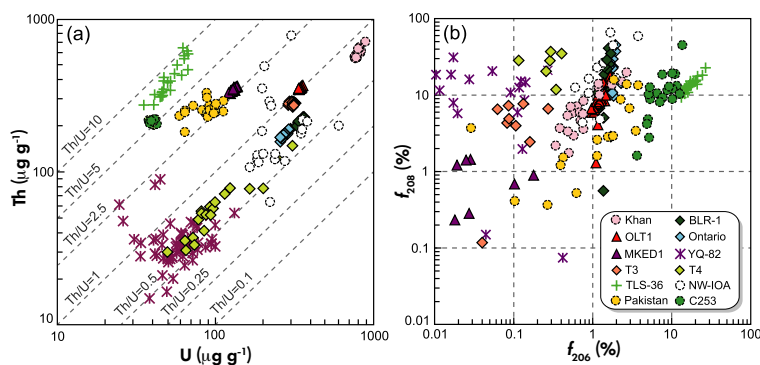 (a)
1000
100
10
Th (µg g⁻¹)
Th/U=10
Th/U=5
Th/U=2.5
Th/U=1
Th/U=0.5
Th/U=0.25
Th/U=0.1
10 100 1000
U (µg g⁻¹)
(b)
100
10
1
0.1
0.01
f208 (%)
Khan BLR-1
OLT1 Ontario
MKED1 YQ-82
T3 T4
TLS-36 NW-IOA
Pakistan C253
0.01 0.1 1.0 10 100
f206 (%)